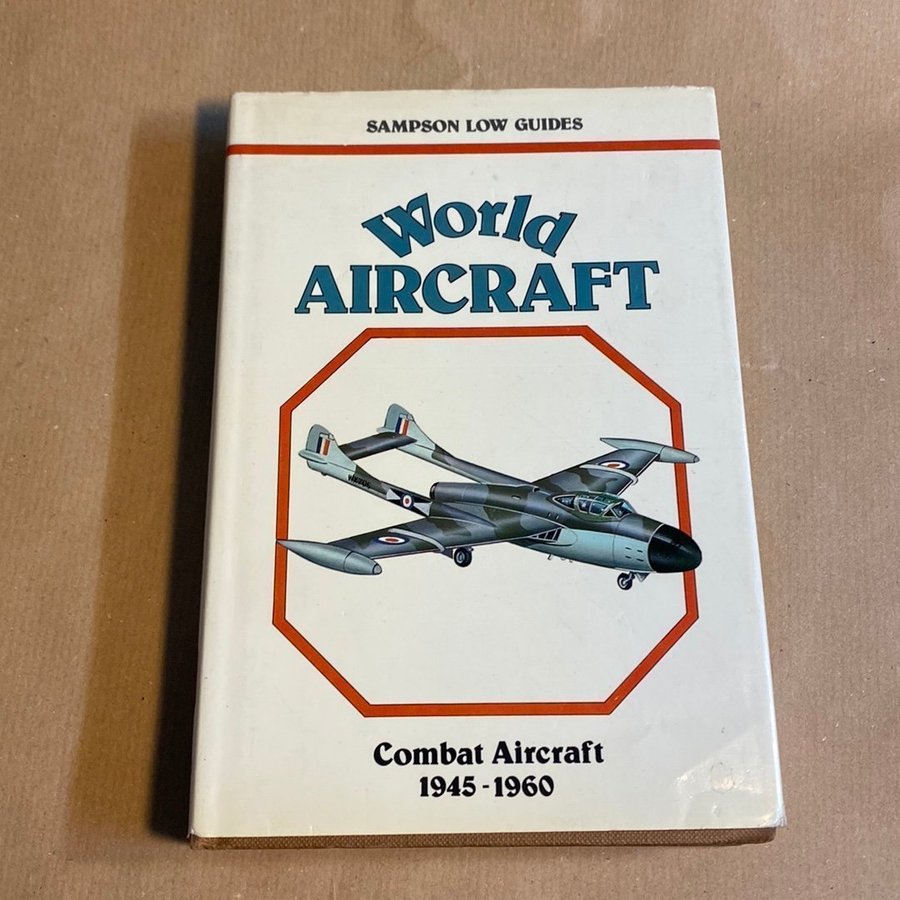 SAMPSON LOW GUIDES
World
AIRCRAFT
Combat Aircraft
1945-1960